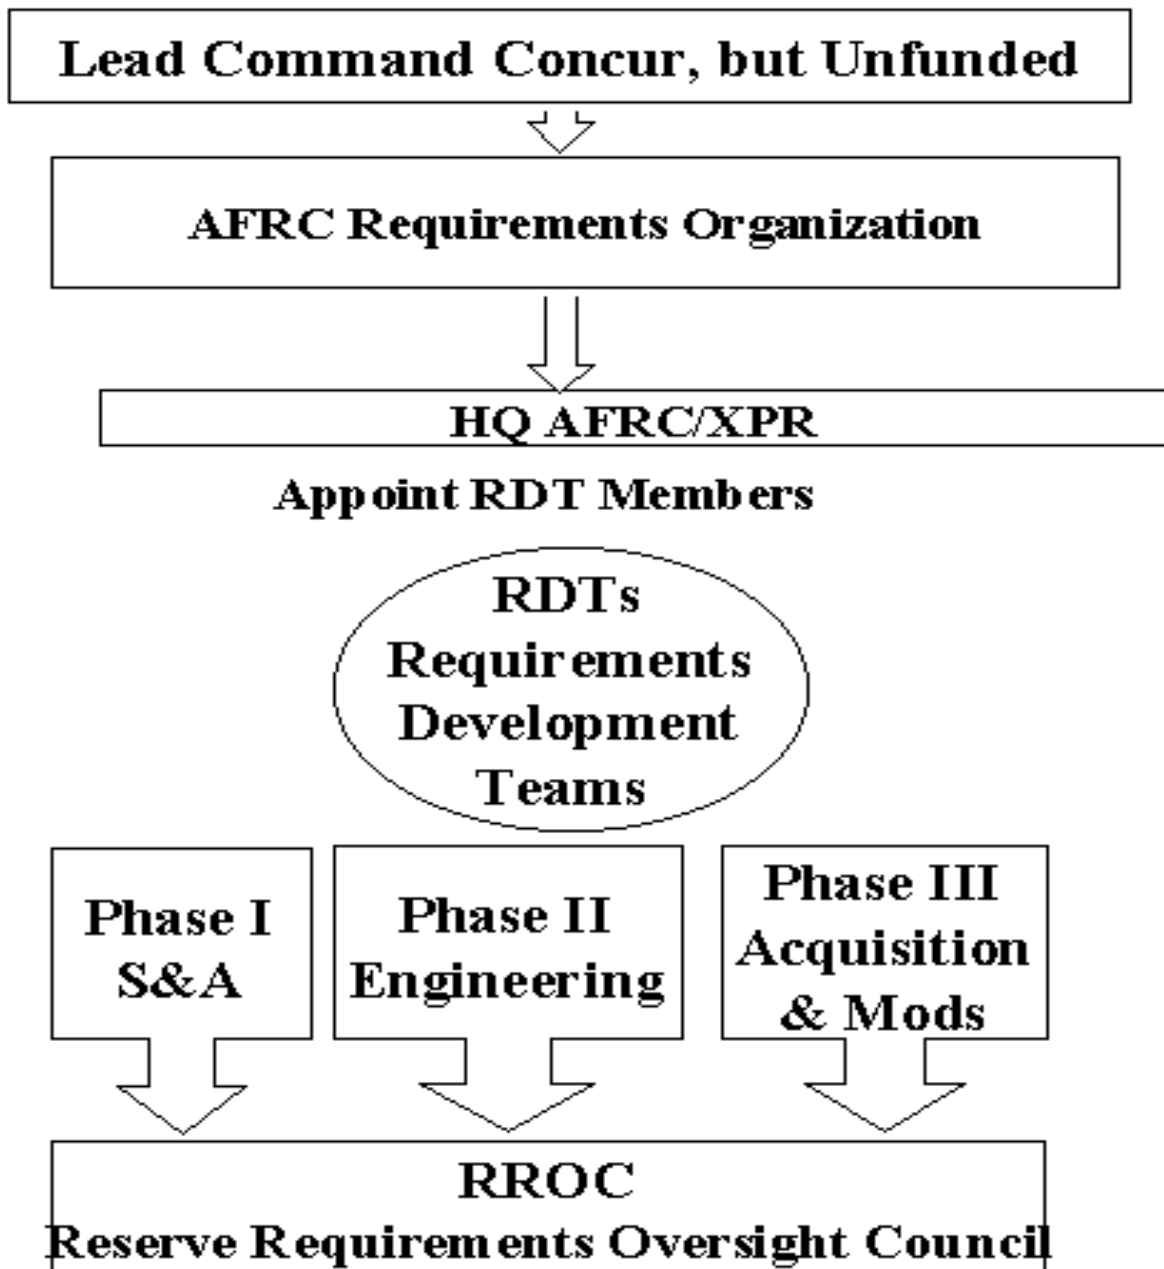 Lead Command Concur, but Unfunded
AFRC Requirements Organization
HQ AFRC/XPR
Appoint RDT Members
RDTs
Requirements
Development
Teams
Phase I
S&A
Phase II
Engineering
Phase III
Acquisition
& Mods
RROC
Reserve Requirements Oversight Council